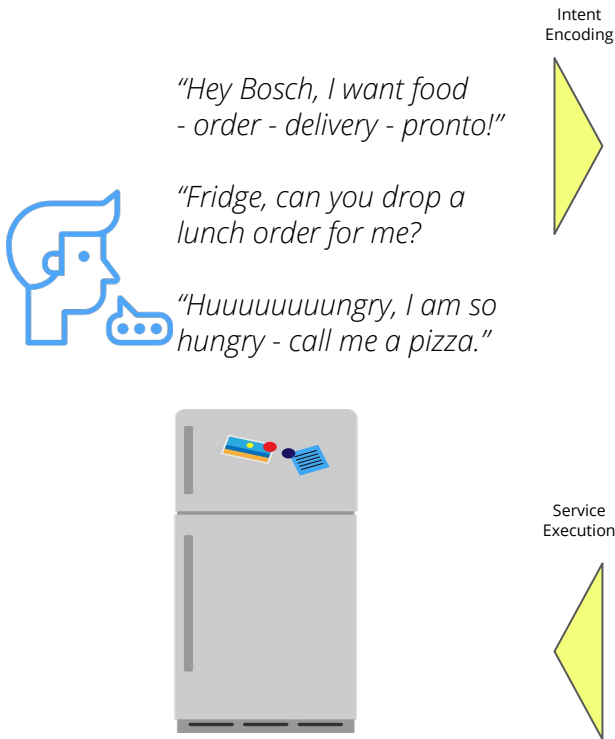 Intent
Encoding
“Hey Bosch, I want food
- order - delivery - pronto!”
“Fridge, can you drop a
lunch order for me?
“Huuuuuuuungry, I am so
hungry - call me a pizza.”
Service
Execution